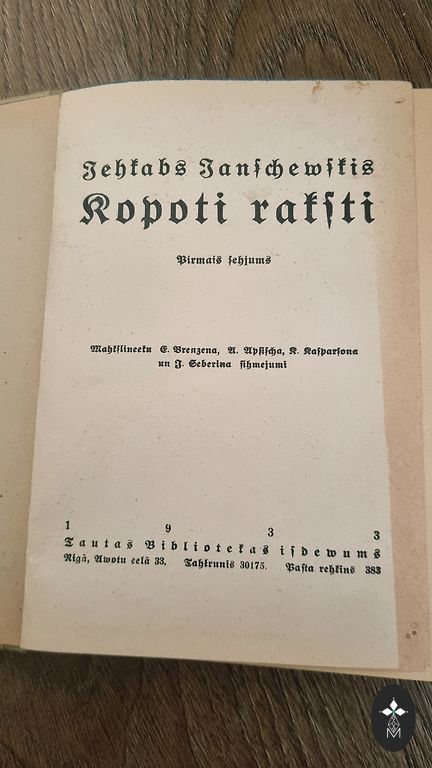 Jehkabs Janſchewſkis
Kopoti rakſti
Pirmais ſehjums
Mahkſlineeku E. Brenzena, A. Apſiſcha, K. Kaſparſona
un J. Seberina ſihmejumi
1 9 3 3
Tautas Bibliotekas iſdewums
Rigâ, Awotu eelâ 33. Tahlrunis 30175. Paſta rehkins 383
M